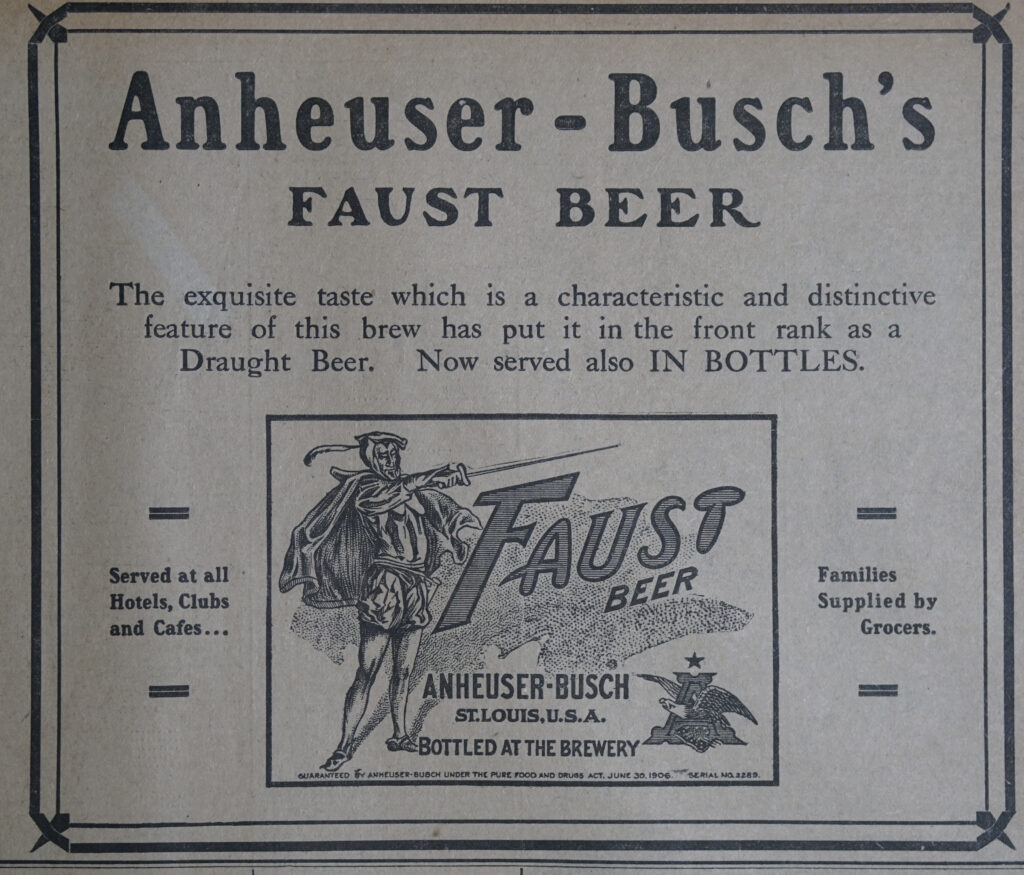 Anheuser-Busch's
FAUST BEER
The exquisite taste which is a characteristic and distinctive
feature of this brew has put it in the front rank as a
Draught Beer. Now served also IN BOTTLES.
Served at all
Hotels, Clubs
and Cafes...
FAUST
BEER
ANHEUSER-BUSCH
ST. LOUIS, U.S.A.
BOTTLED AT THE BREWERY
A
GUARANTEED BY ANHEUSER-BUSCH UNDER THE PURE FOOD AND DRUGS ACT, JUNE 30, 1906. SERIAL NO. 2289.
Families
Supplied by
Grocers.